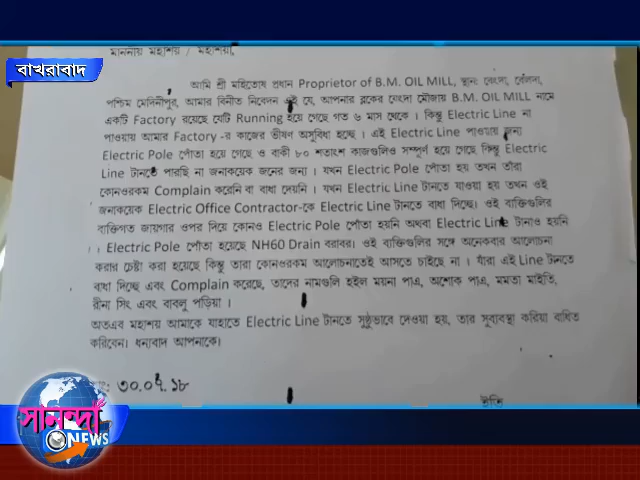 বাখরাবাদ
মাননীয় মহাশয় / মহাশয়া,
আমি শ্রী মহিতোষ প্রধান Proprietor of B.M. OIL MILL, স্থান: বেংদা, বেলদা,
পশ্চিম মেদিনীপুর, আমার বিনীত নিবেদন এই যে, আপনার ব্লকের বেংদা মৌজায় B.M. OIL MILL নামে
একটি Factory রয়েছে যেটি Running হয়ে গেছে গত ৬ মাস থেকে। কিন্তু Electric Line না
পাওয়ায় আমার Factory -র কাজের ভীষণ অসুবিধা হচ্ছে। এই Electric Line পাওয়ার জন্য
Electric Pole পোঁতা হয়ে গেছে ও বাকী ৮০ শতাংশ কাজগুলিও সম্পূর্ণ হয়ে গেছে কিন্তু Electric
Line টানতে পারছি না জনাকয়েক জনের জন্য। যখন Electric Pole পোঁতা হয় তখন তাঁরা
কোনওরকম Complain করেনি বা বাধা দেয়নি। যখন Electric Line টানতে যাওয়া হয় তখন ওই
জনাকয়েক Electric Office Contractor-কে Electric Line টানতে বাধা দিচ্ছে। ওই ব্যক্তিগুলির
ব্যক্তিগত জায়গার ওপর দিয়ে কোনও Electric Pole পোঁতা হয়নি অথবা Electric Line টানাও হয়নি
। Electric Pole পোঁতা হয়েছে NH60 Drain বরাবর। ওই ব্যক্তিগুলির সঙ্গে অনেকবার আলোচনা
করার চেষ্টা করা হয়েছে কিন্তু তারা কোনওরকম আলোচনাতেই আসতে চাইছে না। যাঁরা এই Line টানতে
বাধা দিচ্ছে এবং Complain করেছে, তাদের নামগুলি হইল ময়না পাএ, অশোক পাএ, মমতা মাইতি,
রীনা সিং এবং বাবলু পড়িয়া।
অতএব মহাশয় আমাকে যাহাতে Electric Line টানতে সুষ্ঠুভাবে দেওয়া হয়, তার সুব্যবস্থা করিয়া বাধিত
করিবেন। ধন্যবাদ আপনাকে।
৩০.০৭.১৮
ইতি
সানন্দা
NEWS